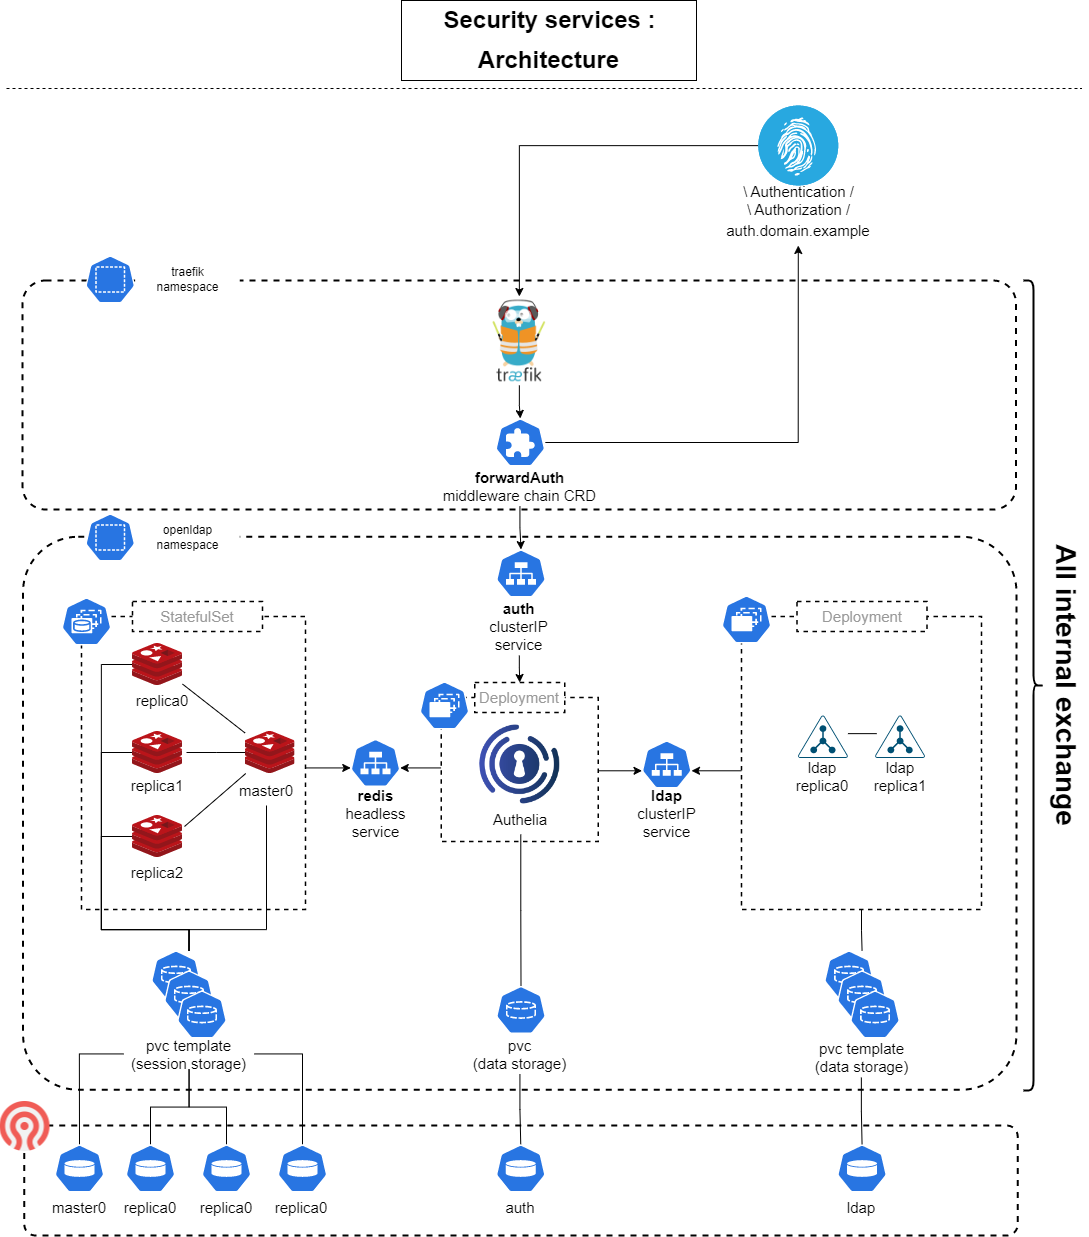 Security services :
Architecture
\ Authentication /
\ Authorization /
auth.domain.example
traefik
namespace
træfik
forwardAuth
middleware chain CRD
openldap
namespace
auth
clusterIP
service
StatefulSet
Deployment
Deployment
replica0
replica1
master0
replica2
redis
headless
service
Authelia
ldap
clusterIP
service
ldap
replica0
ldap
replica1
All internal exchange
pvc template
(session storage)
pvc
(data storage)
pvc template
(data storage)
master0
replica0
replica0
replica0
auth
ldap